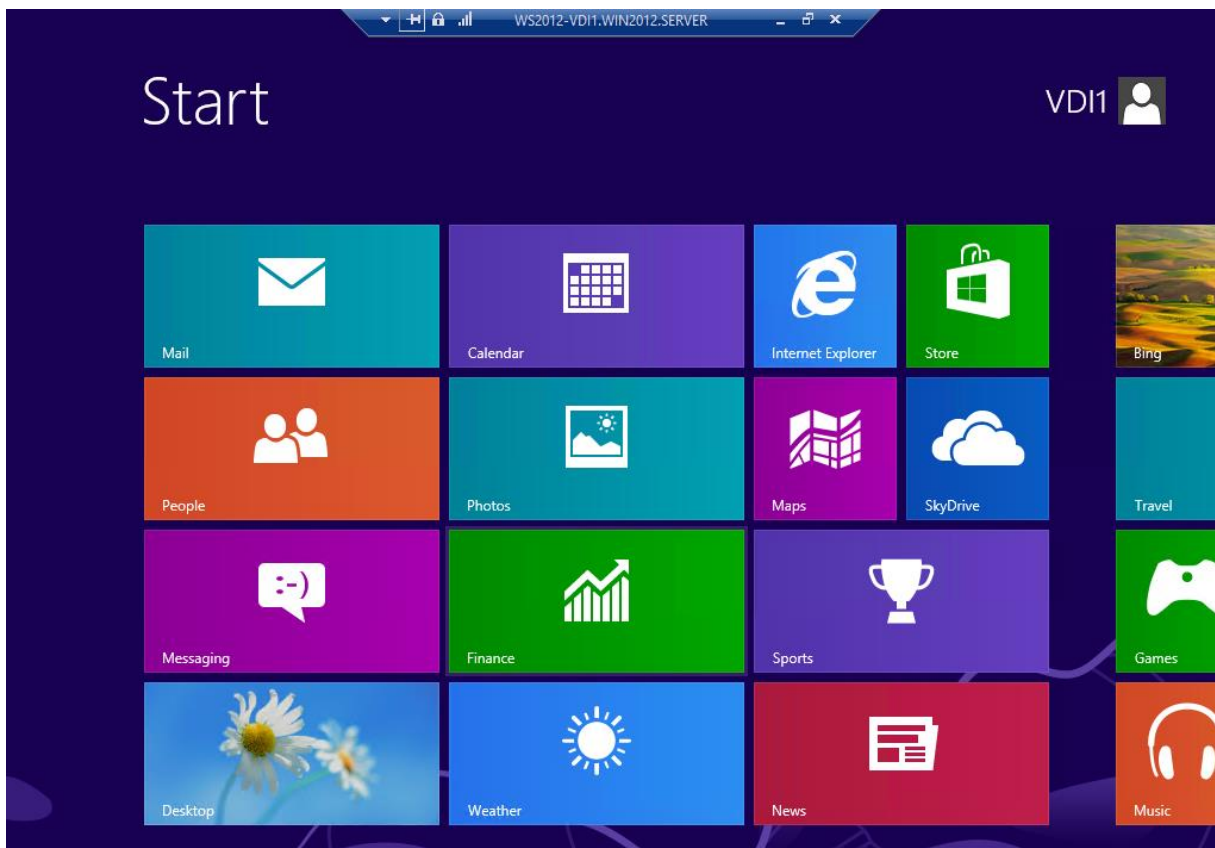 WS2012-VDI1.WIN2012.SERVER
Start
VDI1
Mail
Calendar
Internet Explorer
Store
Bing
People
Photos
Maps
SkyDrive
Travel
Messaging
:-)
Finance
Sports
Games
Desktop
Weather
News
Music